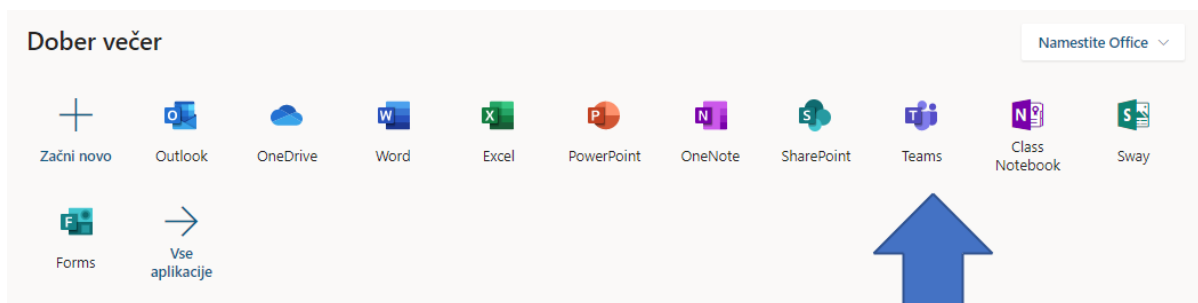 Dober večer
Namestite Office
Začni novo
Outlook
OneDrive
Word
Excel
PowerPoint
OneNote
SharePoint
Teams
Class
Notebook
Sway
Forms
Vse
aplikacije